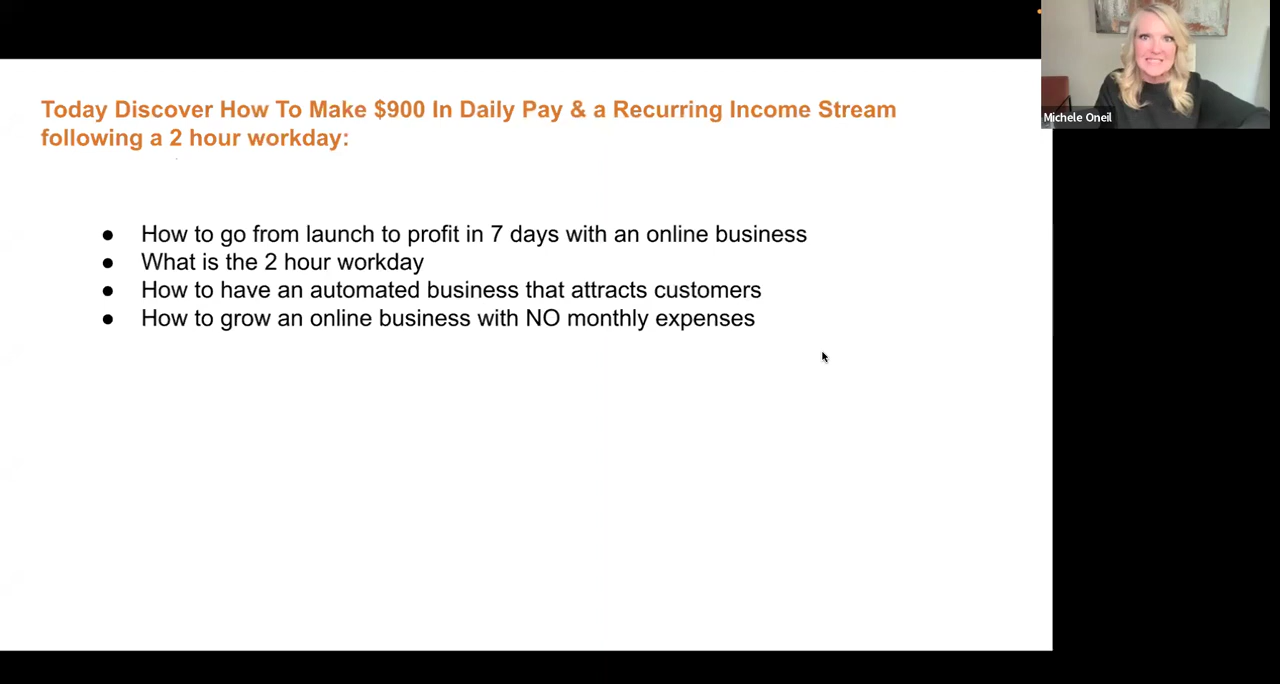 Today Discover How To Make $900 In Daily Pay & a Recurring Income Stream
following a 2 hour workday:
● How to go from launch to profit in 7 days with an online business
● What is the 2 hour workday
● How to have an automated business that attracts customers
● How to grow an online business with NO monthly expenses
Michele Oneil